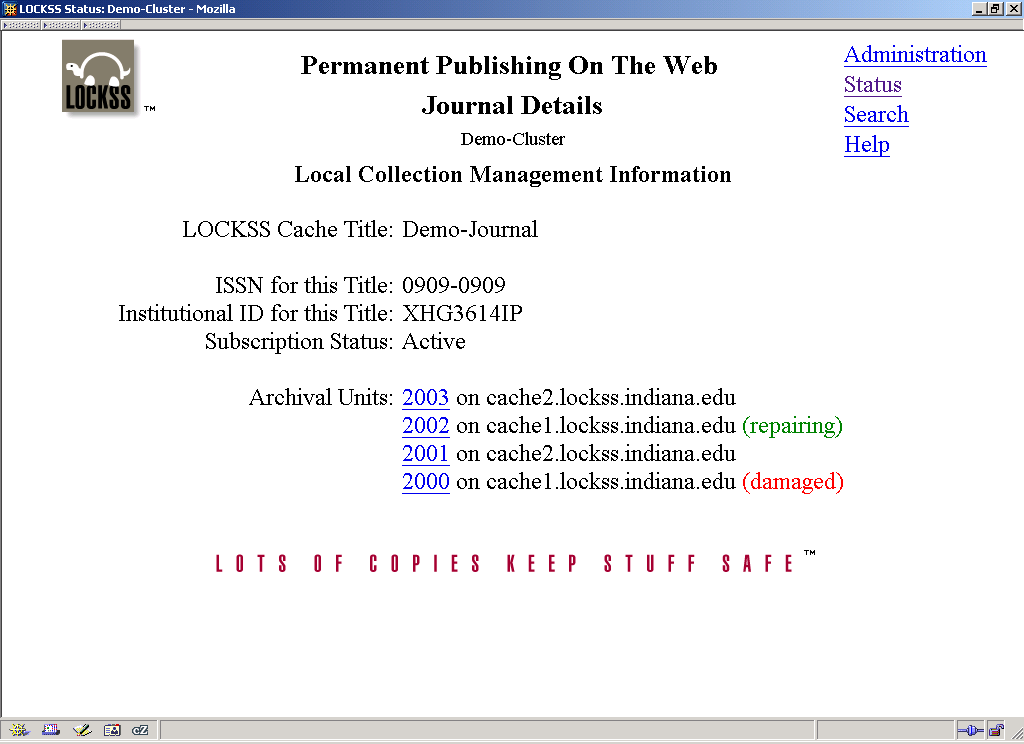 LOCKSS Status: Demo-Cluster - Mozilla
LOCKSS ™
Permanent Publishing On The Web
Journal Details
Demo-Cluster
Local Collection Management Information
Administration
Status
Search
Help
LOCKSS Cache Title: Demo-Journal
ISSN for this Title: 0909-0909
Institutional ID for this Title: XHG3614IP
Subscription Status: Active
Archival Units: 2003 on cache2.lockss.indiana.edu
2002 on cache1.lockss.indiana.edu (repairing)
2001 on cache2.lockss.indiana.edu
2000 on cache1.lockss.indiana.edu (damaged)
LOTS OF COPIES KEEP STUFF SAFE ™
cZ